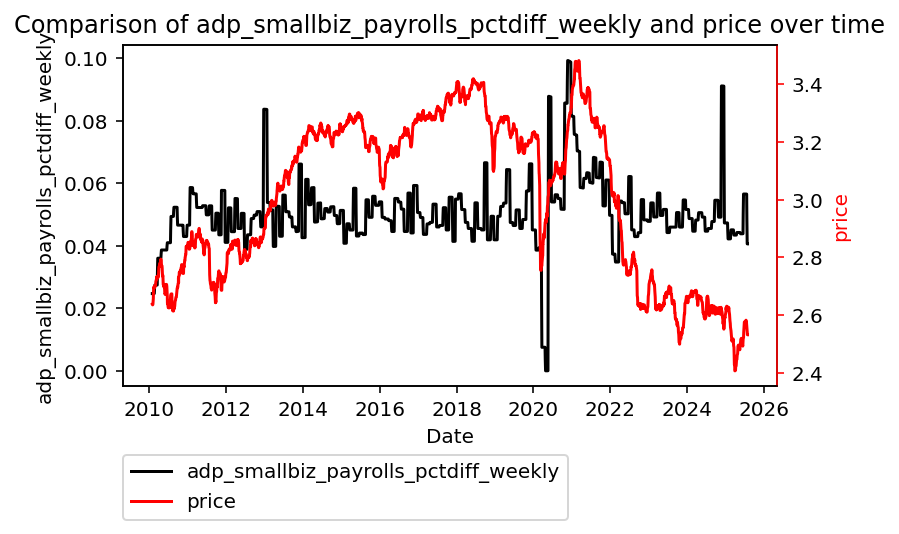 Comparison of adp_smallbiz_payrolls_pctdiff_weekly and price over time
adp_smallbiz_payrolls_pctdiff_weekly
0.10
0.08
0.06
0.04
0.02
0.00
3.4
3.2
3.0
2.8
2.6
2.4
price
2010 2012 2014 2016 2018 2020 2022 2024 2026
Date
adp_smallbiz_payrolls_pctdiff_weekly
price